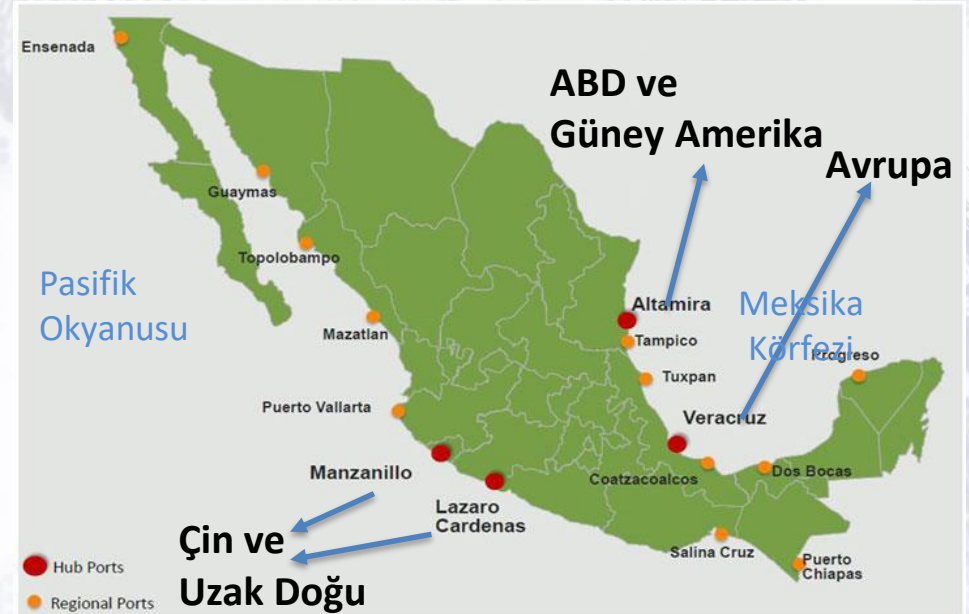 Ensenada
ABD ve
Güney Amerika
Avrupa
Guaymas
Topolobampo
Pasifik
Okyanusu
Altamira
Meksika
Körfezi
Mazatlan
Tampico
Progreso
Tuxpan
Puerto Vallarta
Veracruz
Manzanillo
Coatzacoalcos
Dos Bocas
Lazaro
Cardenas
Çin ve
Uzak Doğu
Salina Cruz
Puerto
Chiapas
Hub Ports
Regional Ports